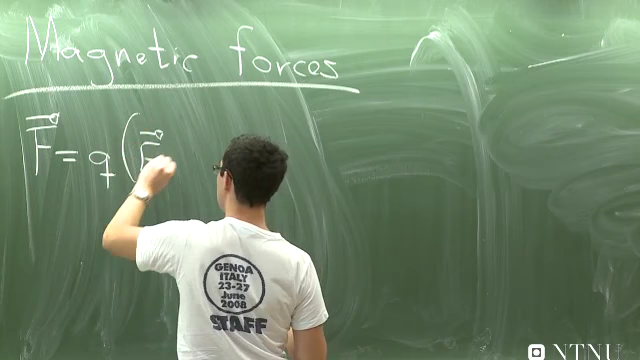 Magnetic forces
F⃗ = q (E⃗
GENOA
ITALY
23-27
June
2008
STAFF
NTNU